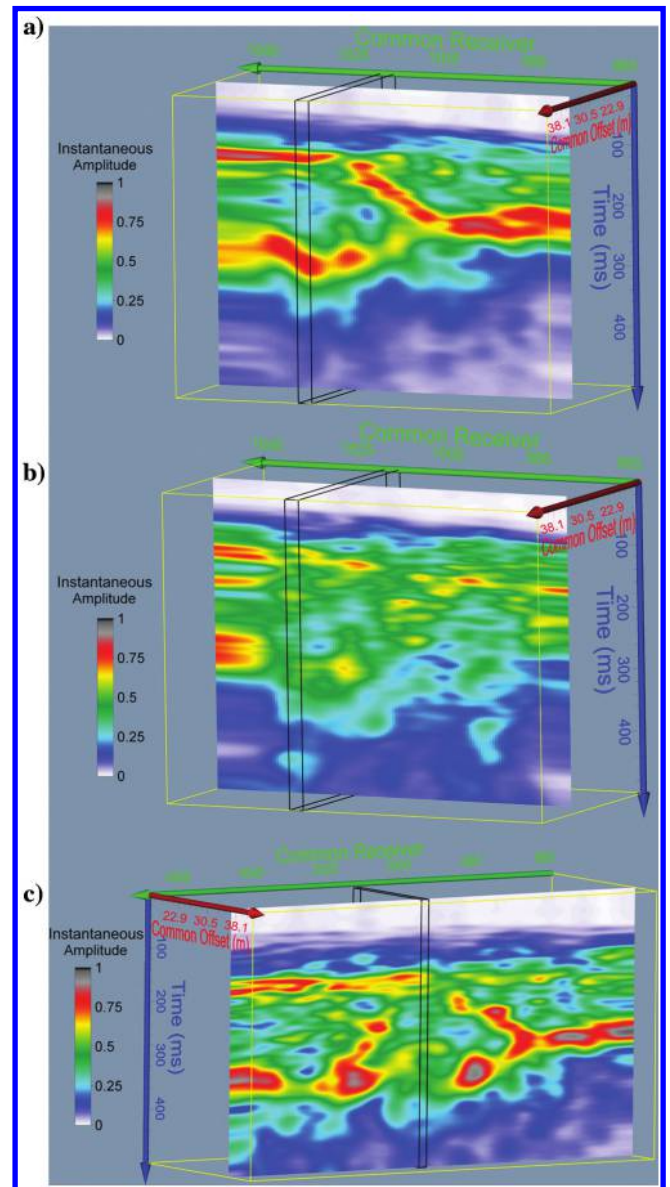 a)
Common Receiver
38.1 30.5 22.9
Common Offset (m)
Instantaneous
Amplitude
1
0.75
0.5
0.25
0
100
200
300
400
Time (ms)
b)
Common Receiver
38.1 30.5 22.9
Common Offset (m)
Instantaneous
Amplitude
1
0.75
0.5
0.25
0
100
200
300
400
Time (ms)
c)
Common Receiver
22.9 30.5 38.1
Common Offset (m)
Instantaneous
Amplitude
1
0.75
0.5
0.25
0
100
200
300
400
Time (ms)